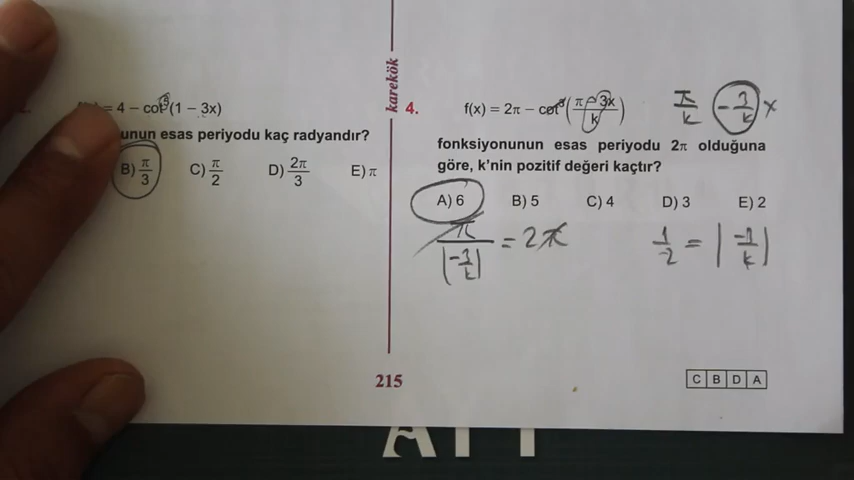 = 4 – cot³(1 – 3x)
unun esas periyodu kaç radyandır?
B) π/3 C) π/2 D) 2π/3 E) π
karekök
4.
f(x) = 2π – cot³((π – 3x)/k)
π/k -3/k x
fonksiyonunun esas periyodu 2π olduğuna
göre, k'nin pozitif değeri kaçtır?
A) 6 B) 5 C) 4 D) 3 E) 2
π/|-3/k| = 2π
1/2 = |-3/k|
215
C B D A